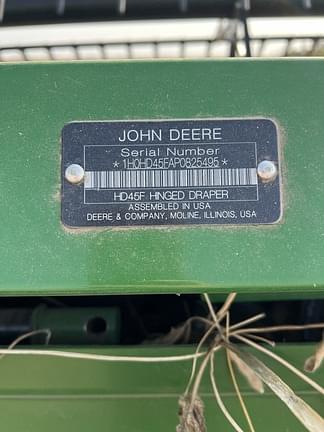 JOHN DEERE
Serial Number
*1H0HD45FAP0825495*
HD45F HINGED DRAPER
ASSEMBLED IN USA
DEERE & COMPANY, MOLINE, ILLINOIS, USA